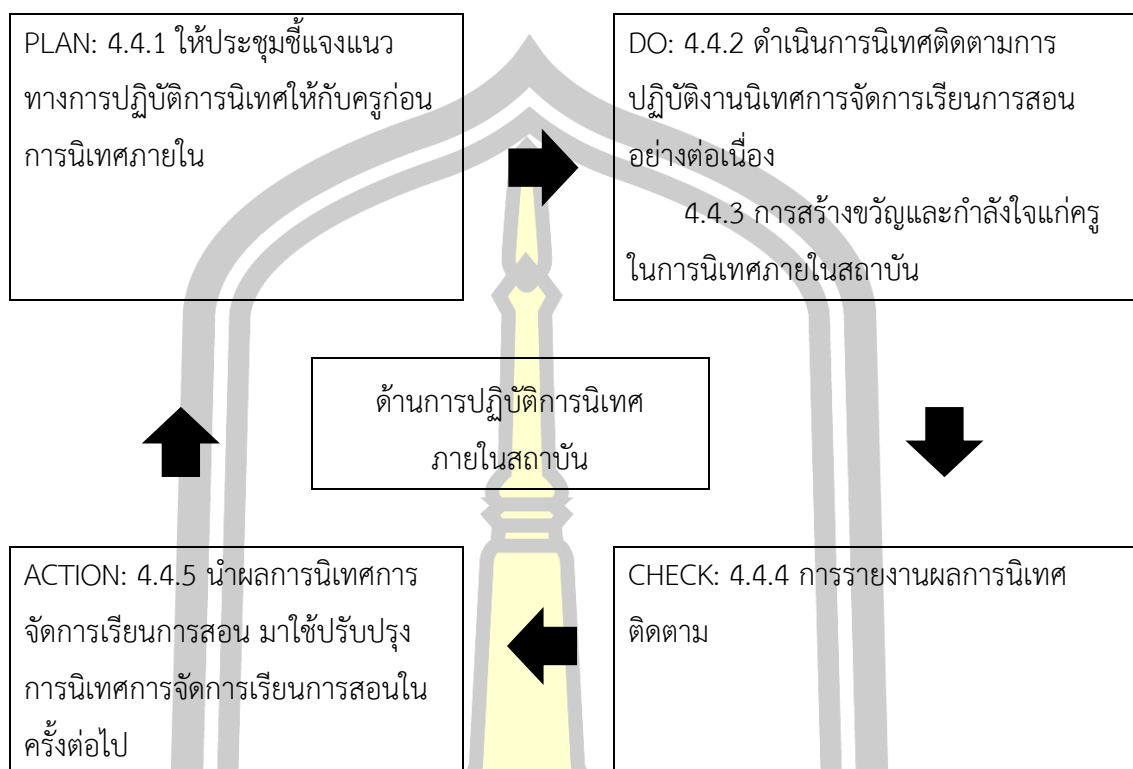 PLAN: 4.4.1 ให้ประชุมชี้แจงแนว
ทางการปฏิบัติการนิเทศให้กับครูก่อน
การนิเทศภายใน
DO: 4.4.2 ดำเนินการนิเทศติดตามการ
ปฏิบัติงานนิเทศการจัดการเรียนการสอน
อย่างต่อเนื่อง
4.4.3 การสร้างขวัญและกำลังใจแก่ครู
ในการนิเทศภายในสถาบัน
ด้านการปฏิบัติการนิเทศ
ภายในสถาบัน
ACTION: 4.4.5 นำผลการนิเทศการ
จัดการเรียนการสอน มาใช้ปรับปรุง
การนิเทศการจัดการเรียนการสอนใน
ครั้งต่อไป
CHECK: 4.4.4 การรายงานผลการนิเทศ
ติดตาม